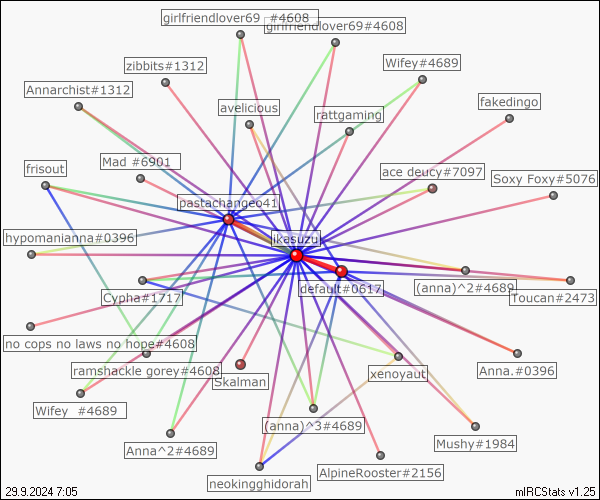 girlfriendlover69  #4608
girlfriendlover69#4608
zibbits#1312
Wifey#4689
Annarchist#1312
avelicious
rattgaming
fakedingo
frisout
Mad #6901
ace deucy#7097
Soxy Foxy#5076
pastachangeo41
hypomanianna#0396
ikesuzu
default#0617
(anna)^2#4689
Toucan#2473
Cypha#1717
no cops no laws no hope#4608
ramshackle gorey#4608
Skalman
xenoyaut
Anna.#0396
Wifey  #4689
(anna)^3#4689
Anna^2#4689
Mushy#1984
neokingghidorah
AlpineRooster#2156
29.9.2024 7:05
mIRCStats v1.25